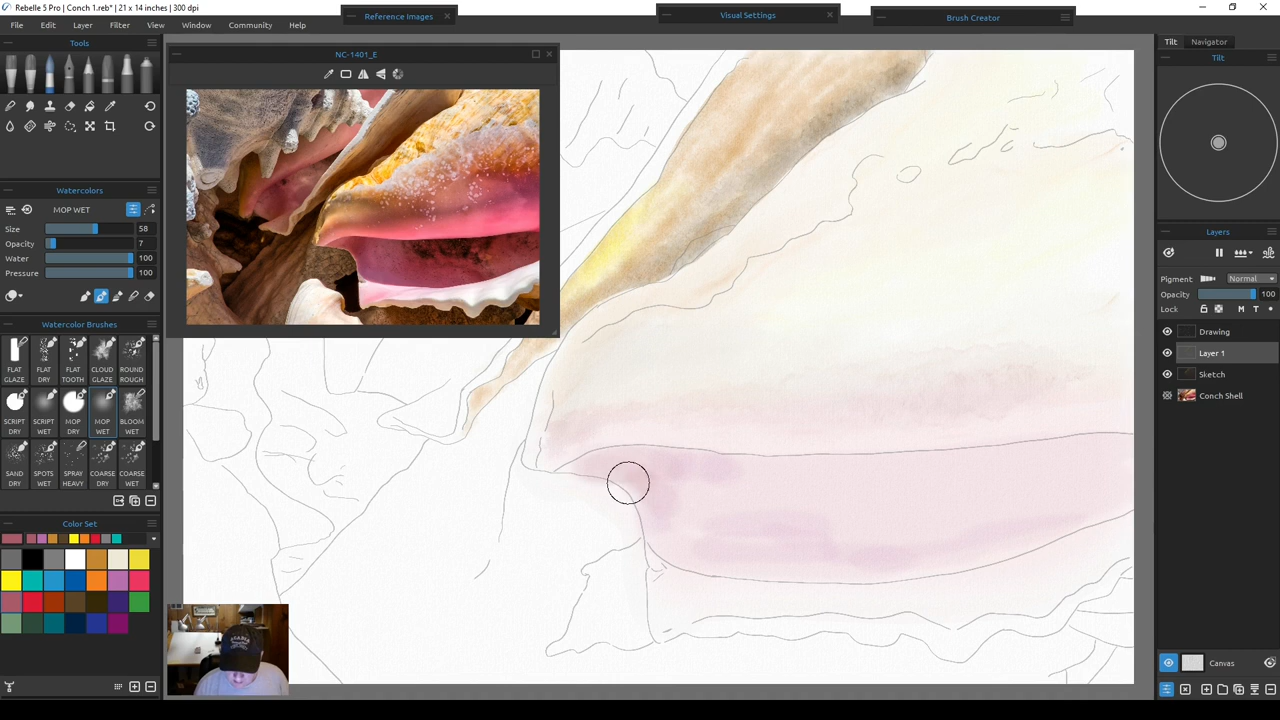 Rebelle 5 Pro | Conch 1.reb* | 21 x 14 inches | 300 dpi
File Edit Layer Filter View Window Community Help
Reference Images
Visual Settings
Brush Creator
Tools
NC-1401_E
Tilt Navigator
Tilt
Watercolors
MOP WET
Size 58
Opacity 7
Water 100
Pressure 100
Watercolor Brushes
FLAT GLAZE
FLAT DRY
FLAT TOOTH
CLOUD GLAZE
ROUND ROUGH
SCRIPT DRY
SCRIPT WET
MOP DRY
MOP WET
BLOOM WET
SAND DRY
SPOTS WET
SPRAY HEAVY
COARSE DRY
COARSE WET
Color Set
Layers
Pigment Normal
Opacity 100
Lock M T
Drawing
Layer 1
Sketch
Conch Shell
Canvas